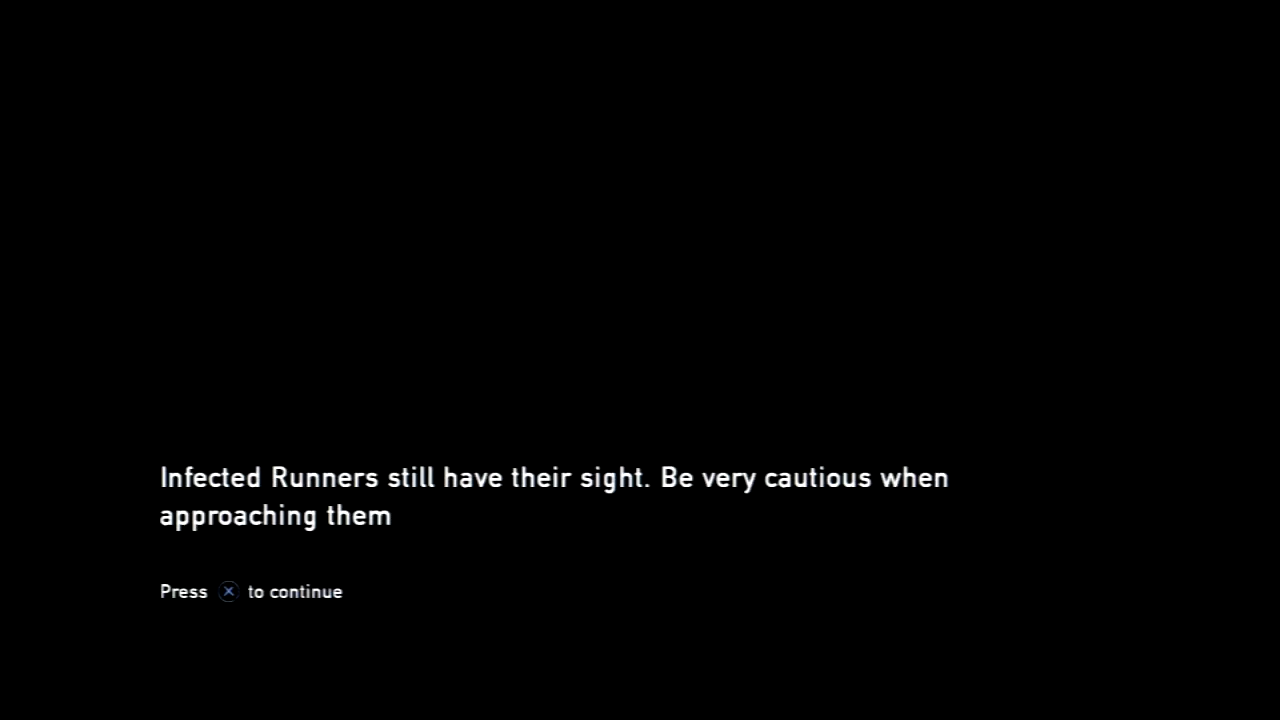 Infected Runners still have their sight. Be very cautious when
approaching them
Press ⓧ to continue